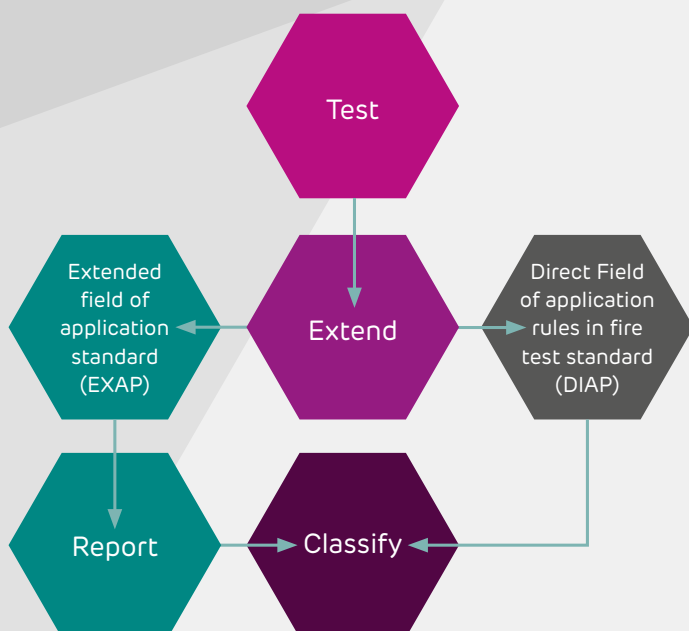 Test
Extended
field of
application
standard
(EXAP)
Extend
Direct Field
of application
rules in fire
test standard
(DIAP)
Report
Classify